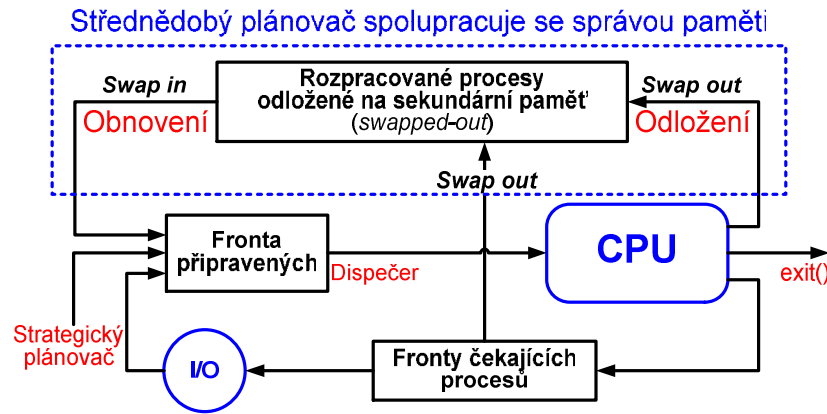 Střednědobý plánovač spolupracuje se správou paměti
Swap in
Obnovení
Rozpracované procesy
odložené na sekundární paměť
(swapped-out)
Swap out
Odložení
Swap out
Fronta
připravených
Dispečer
CPU
exit()
Strategický
plánovač
I/O
Fronty čekajících
procesů